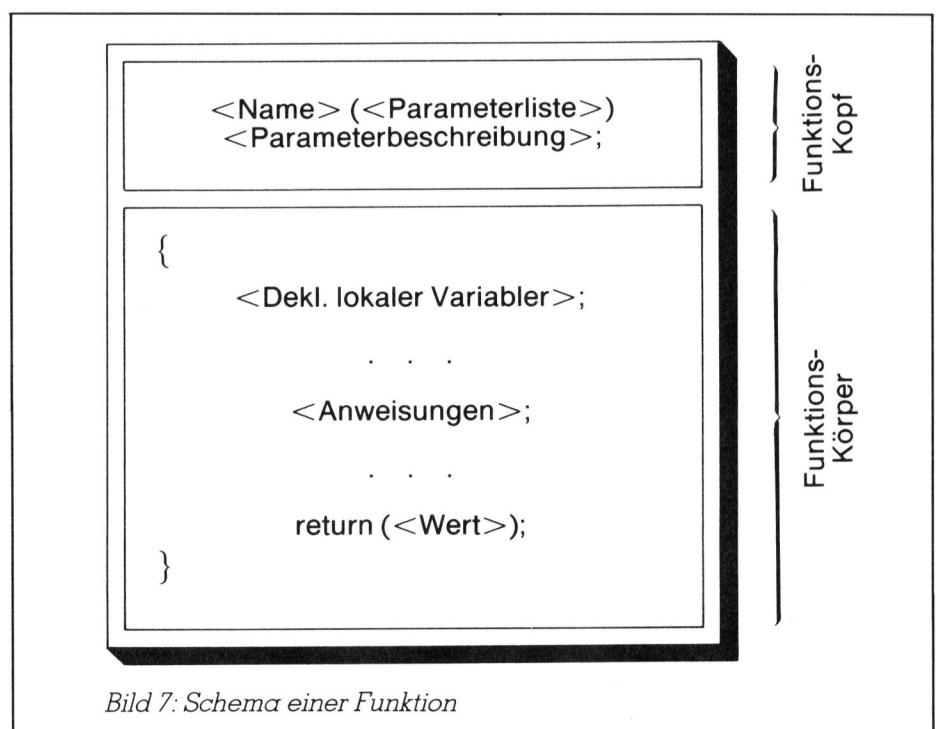 <Name> (<Parameterliste>)
<Parameterbeschreibung>;
Funktions-
Kopf
{
<Dekl. lokaler Variabler>;
. . .
<Anweisungen>;
. . .
return (<Wert>);
}
Funktions-
Körper
Bild 7: Schema einer Funktion